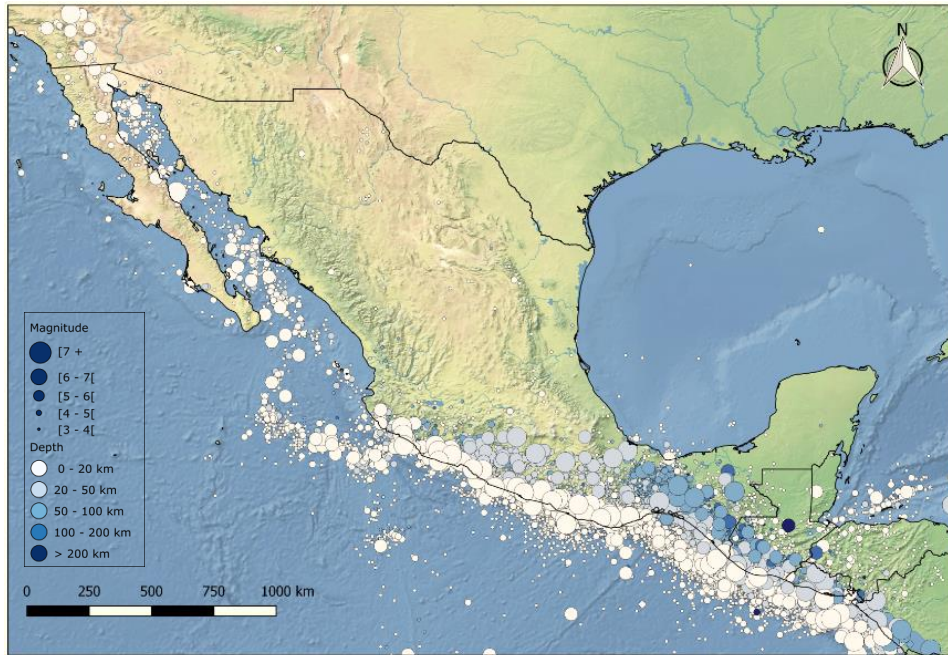 N
Magnitude
[7 +
[6 - 7[
[5 - 6[
[4 - 5[
[3 - 4[
Depth
0 - 20 km
20 - 50 km
50 - 100 km
100 - 200 km
> 200 km
0 250 500 750 1000 km